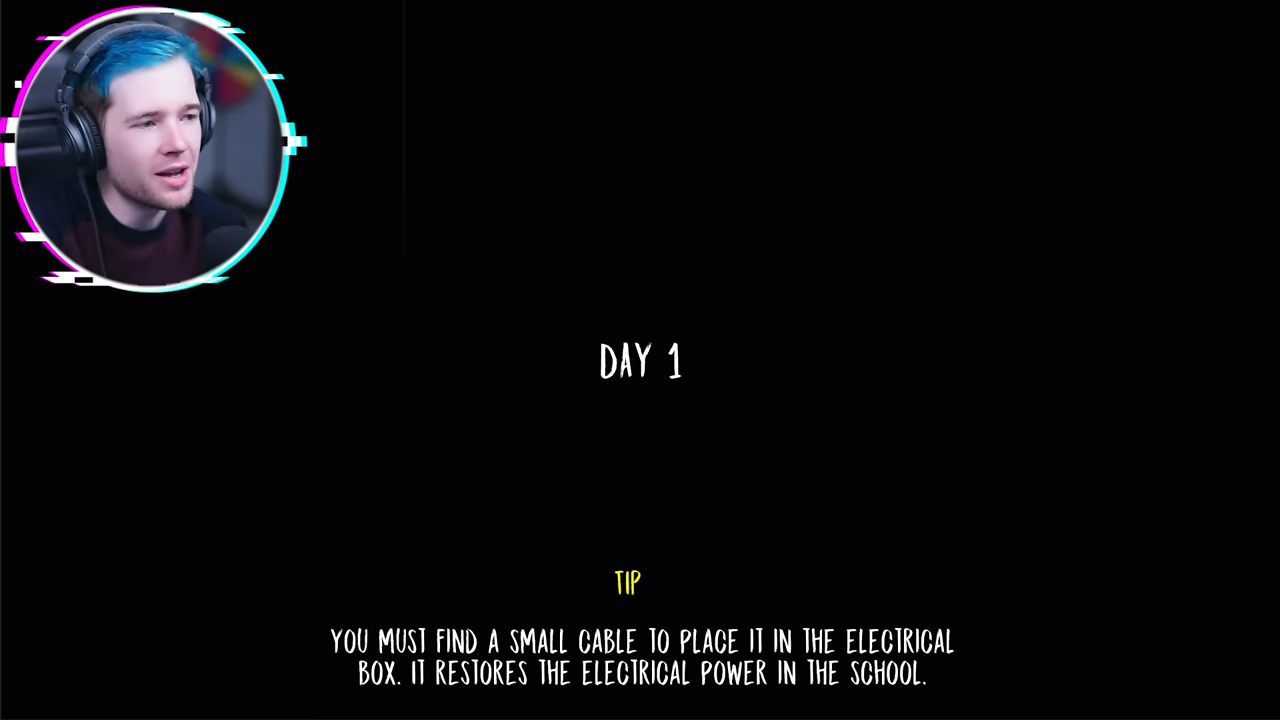 DAY 1
TIP
YOU MUST FIND A SMALL CABLE TO PLACE IT IN THE ELECTRICAL
BOX. IT RESTORES THE ELECTRICAL POWER IN THE SCHOOL.